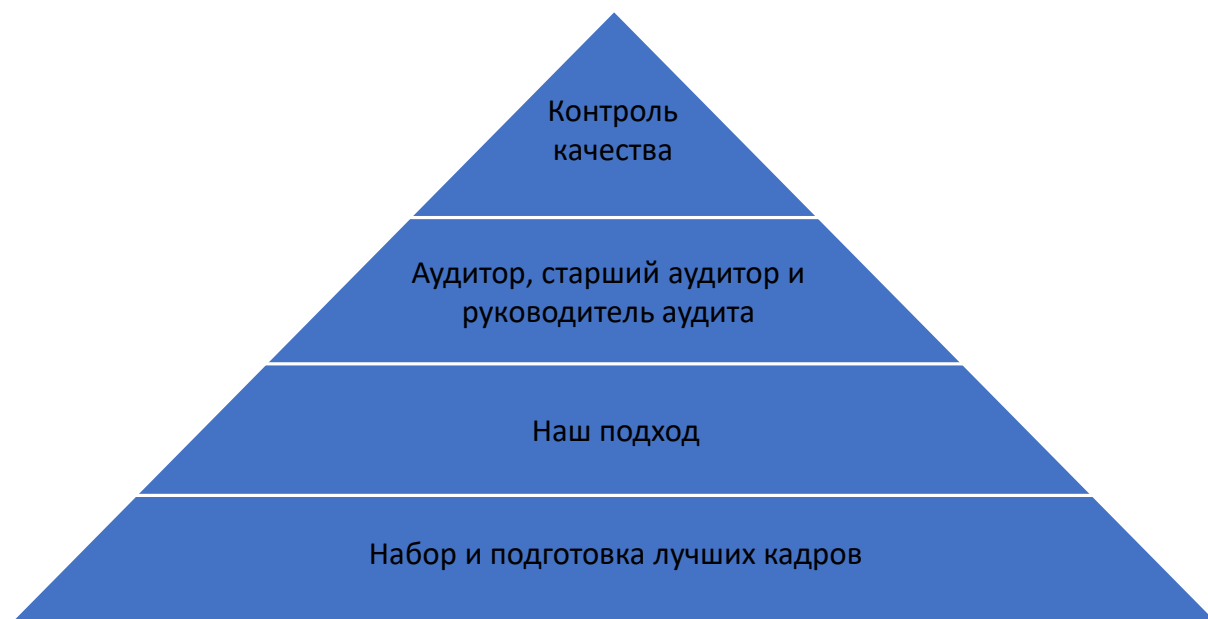 Контроль
качества
Аудитор, старший аудитор и
руководитель аудита
Наш подход
Набор и подготовка лучших кадров